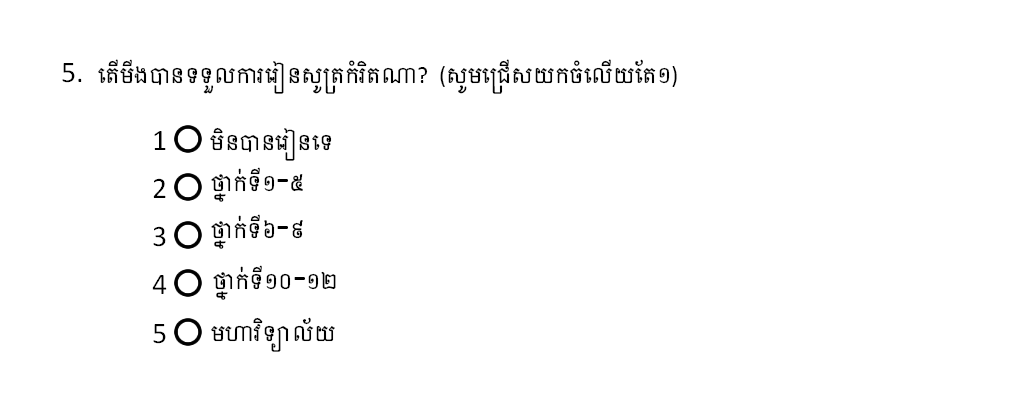 5. តើមីងបានទទួលការរៀនសូត្រកំរិតណា? (សូមជ្រើសយកចំលើយតែ១)
1 មិនបានរៀនទេ
2 ថ្នាក់ទី១-៥
3 ថ្នាក់ទី៦-៩
4 ថ្នាក់ទី១០-១២
5 មហាវិទ្យាល័យ